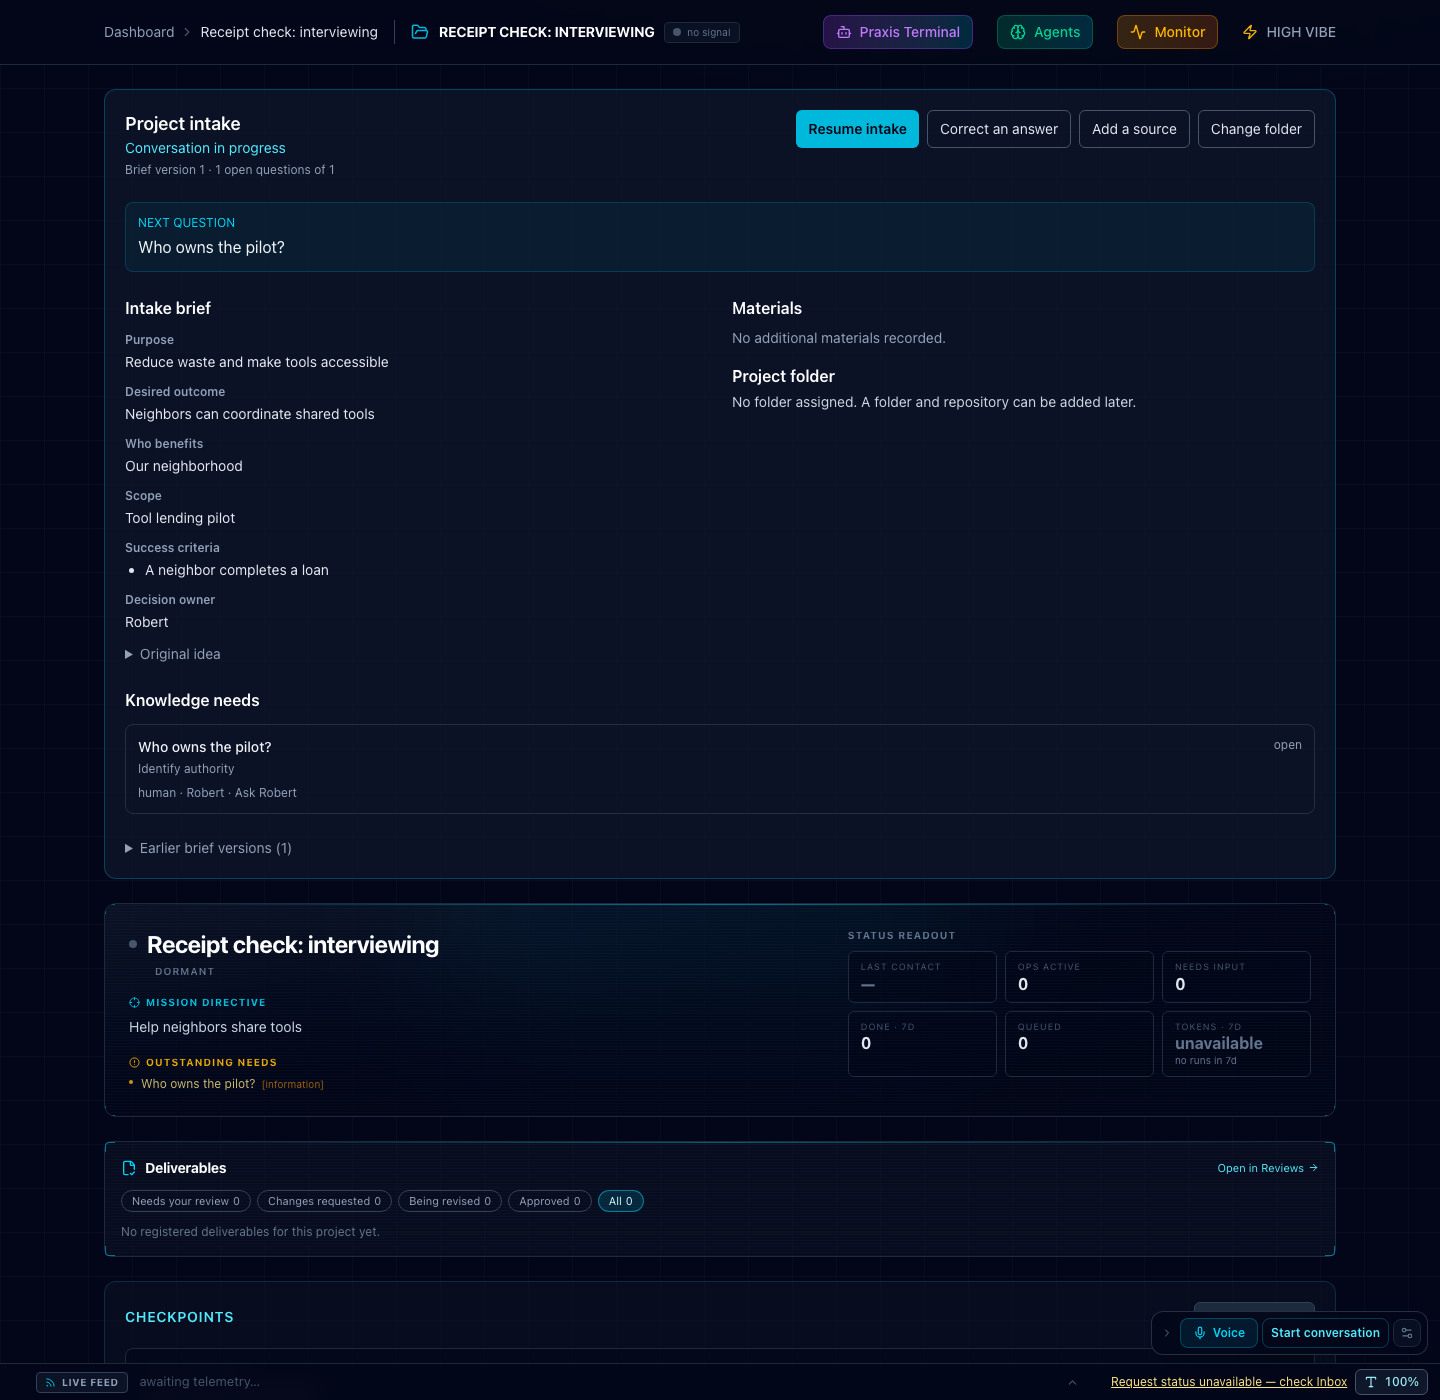 Dashboard
Receipt check: interviewing
RECEIPT CHECK: INTERVIEWING
no signal
Praxis Terminal
Agents
Monitor
HIGH VIBE
Project intake
Conversation in progress
Brief version 1 · 1 open questions of 1
Resume intake
Correct an answer
Add a source
Change folder
NEXT QUESTION
Who owns the pilot?
Intake brief
Purpose
Reduce waste and make tools accessible
Desired outcome
Neighbors can coordinate shared tools
Who benefits
Our neighborhood
Scope
Tool lending pilot
Success criteria
• A neighbor completes a loan
Decision owner
Robert
Original idea
Materials
No additional materials recorded.
Project folder
No folder assigned. A folder and repository can be added later.
Knowledge needs
Who owns the pilot?
open
Identify authority
human · Robert · Ask Robert
Earlier brief versions (1)
Receipt check: interviewing
DORMANT
MISSION DIRECTIVE
Help neighbors share tools
OUTSTANDING NEEDS
• Who owns the pilot? [information]
STATUS READOUT
LAST CONTACT
—
OPS ACTIVE
0
NEEDS INPUT
0
DONE · 7D
0
QUEUED
0
TOKENS · 7D
unavailable
no runs in 7d
Deliverables
Open in Reviews →
Needs your review 0
Changes requested 0
Being revised 0
Approved 0
All 0
No registered deliverables for this project yet.
CHECKPOINTS
Voice
Start conversation
LIVE FEED
awaiting telemetry...
Request status unavailable — check Inbox
100%